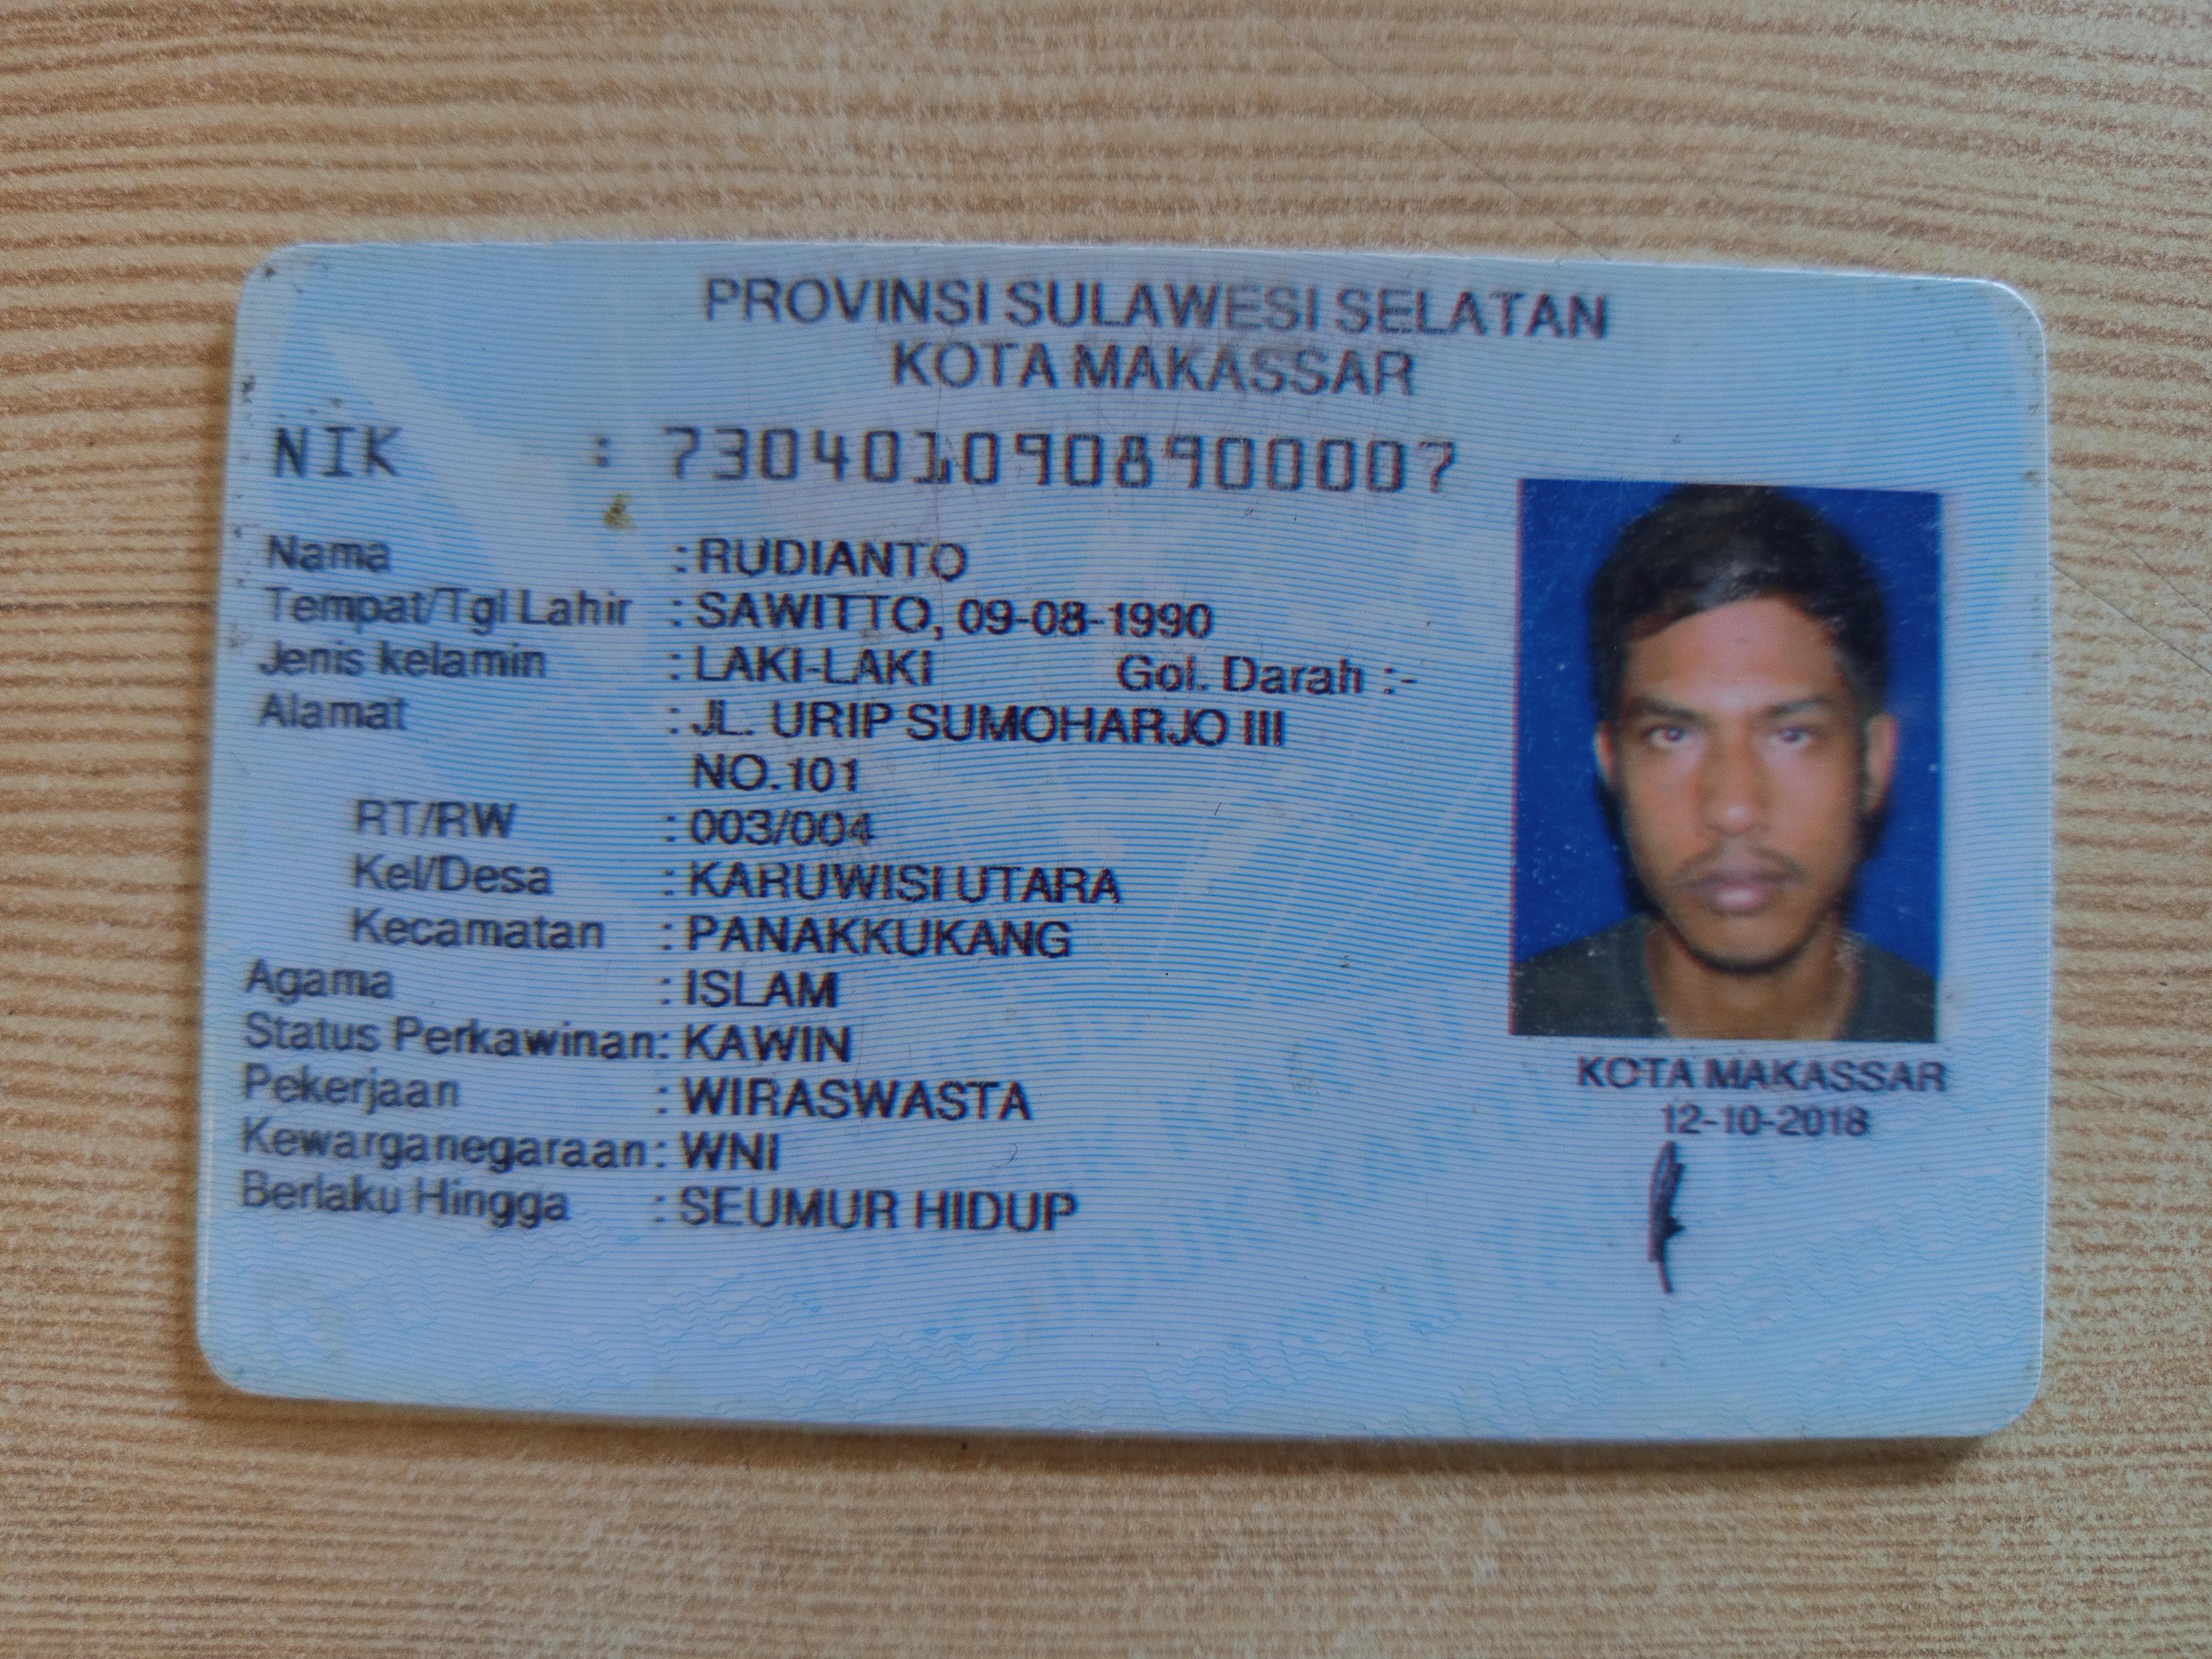 PROVINSI SULAWESI SELATAN
KOTA MAKASSAR
NIK : 7304010908900007
Nama : RUDIANTO
Tempat/Tgl Lahir : SAWITTO, 09-08-1990
Jenis kelamin : LAKI-LAKI Gol. Darah :-
Alamat : JL. URIP SUMOHARJO III
NO.101
RT/RW : 003/004
Kel/Desa : KARUWISI UTARA
Kecamatan : PANAKKUKANG
Agama : ISLAM
Status Perkawinan: KAWIN
Pekerjaan : WIRASWASTA
Kewarganegaraan: WNI
Berlaku Hingga : SEUMUR HIDUP
KOTA MAKASSAR
12-10-2018